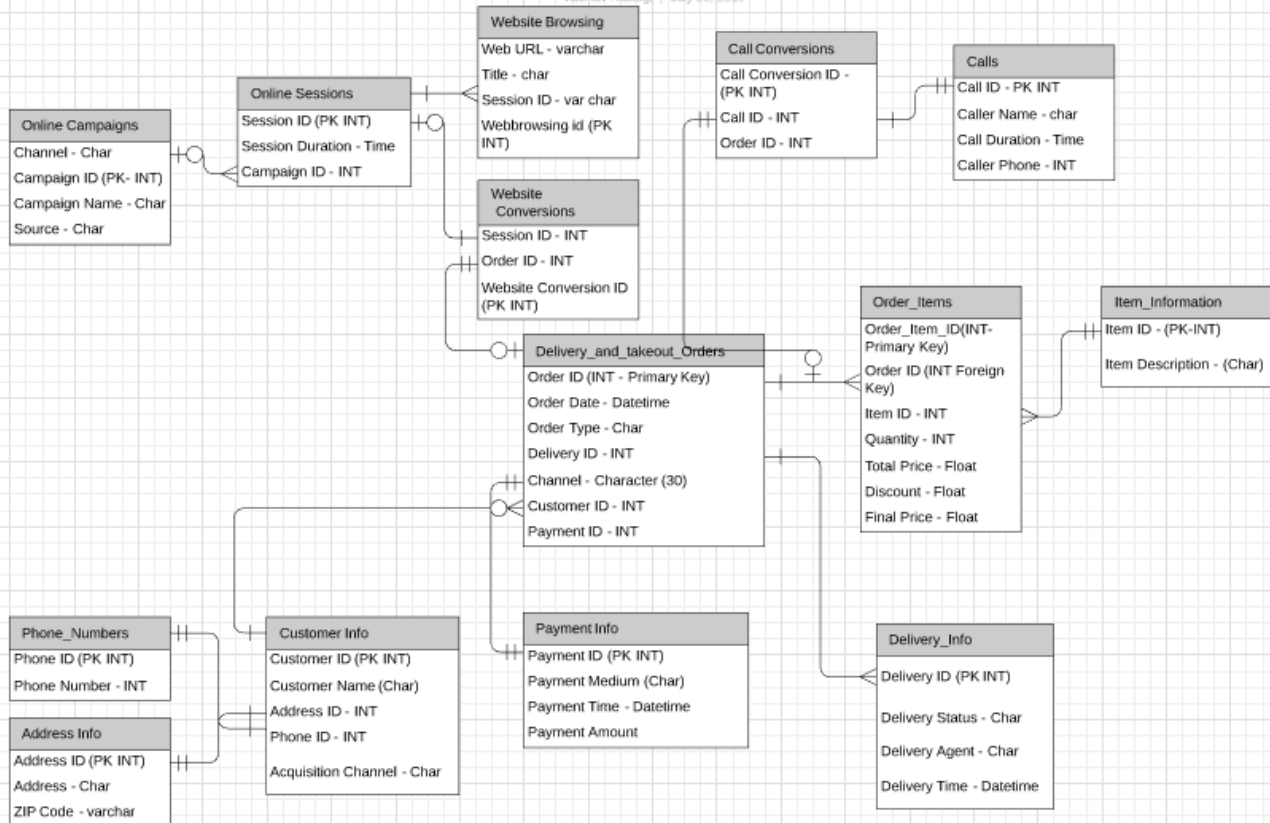 Website Browsing
Web URL - varchar
Title - char
Session ID - var char
Webbrowsing id (PK
INT)
Call Conversions
Call Conversion ID -
(PK INT)
Call ID - INT
Order ID - INT
Calls
Call ID - PK INT
Caller Name - char
Call Duration - Time
Caller Phone - INT
Online Sessions
Session ID (PK INT)
Session Duration - Time
Campaign ID - INT
Online Campaigns
Channel - Char
Campaign ID (PK- INT)
Campaign Name - Char
Source - Char
Website
Conversions
Session ID - INT
Order ID - INT
Website Conversion ID
(PK INT)
Order_Items
Order_Item_ID(INT-
Primary Key)
Order ID (INT Foreign
Key)
Item ID - INT
Quantity - INT
Total Price - Float
Discount - Float
Final Price - Float
Item_Information
Item ID - (PK-INT)
Item Description - (Char)
Delivery_and_takeout_Orders
Order ID (INT - Primary Key)
Order Date - Datetime
Order Type - Char
Delivery ID - INT
Channel - Character (30)
Customer ID - INT
Payment ID - INT
Phone_Numbers
Phone ID (PK INT)
Phone Number - INT
Address Info
Address ID (PK INT)
Address - Char
ZIP Code - varchar
Customer Info
Customer ID (PK INT)
Customer Name (Char)
Address ID - INT
Phone ID - INT
Acquisition Channel - Char
Payment Info
Payment ID (PK INT)
Payment Medium (Char)
Payment Time - Datetime
Payment Amount
Delivery_Info
Delivery ID (PK INT)
Delivery Status - Char
Delivery Agent - Char
Delivery Time - Datetime